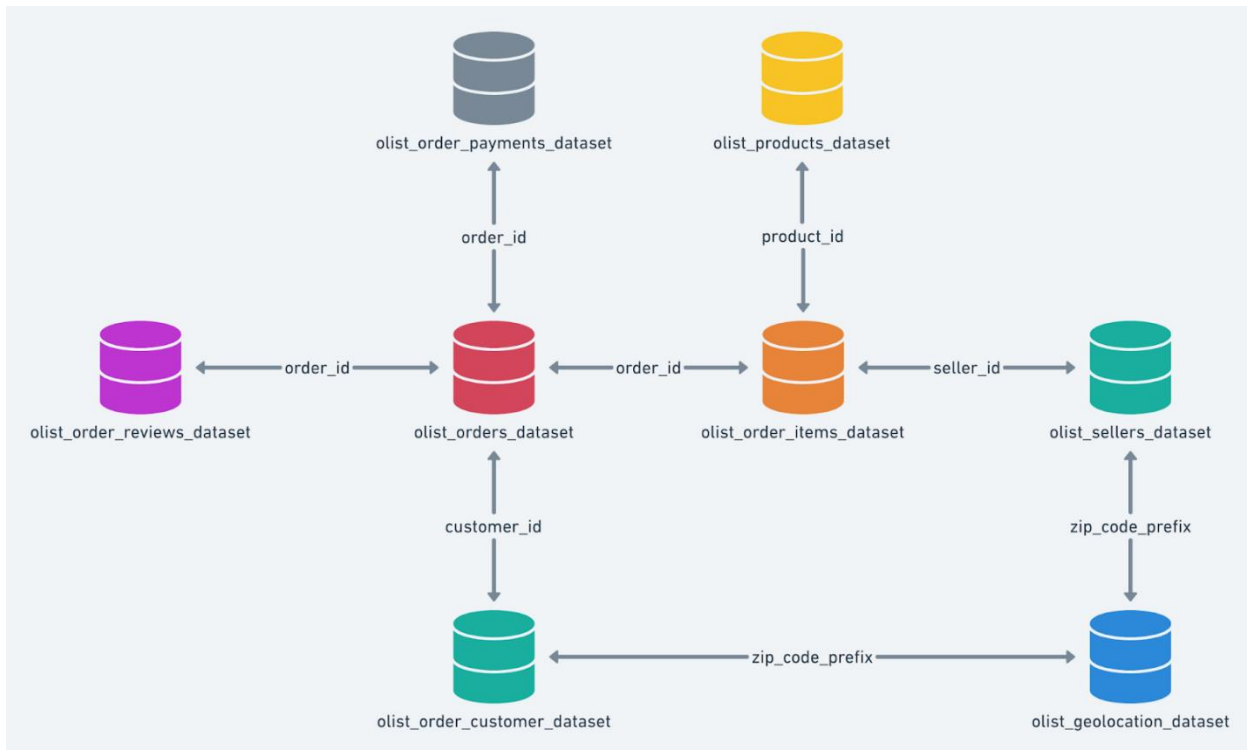 olist_order_payments_dataset
olist_products_dataset
order_id
product_id
order_id
order_id
seller_id
olist_order_reviews_dataset
olist_orders_dataset
olist_order_items_dataset
olist_sellers_dataset
customer_id
zip_code_prefix
zip_code_prefix
olist_order_customer_dataset
olist_geolocation_dataset